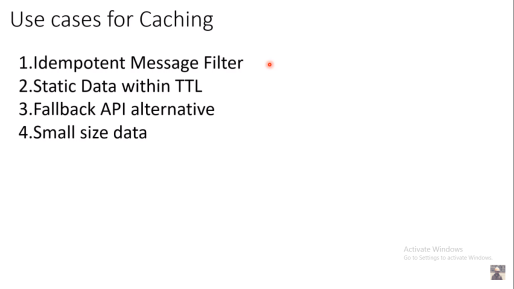 Use cases for Caching
1.Idempotent Message Filter
2.Static Data within TTL
3.Fallback API alternative
4.Small size data
Activate Windows
Go to Settings to activate Windows.